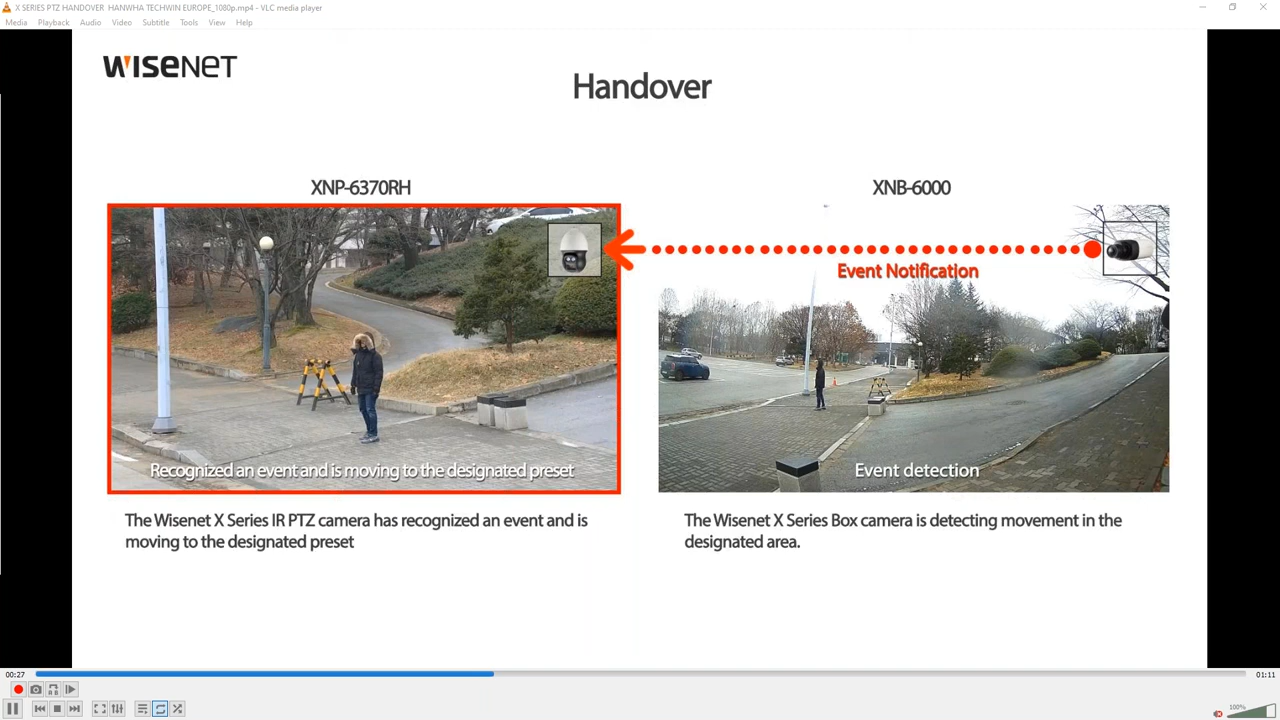 X SERIES PTZ HANDOVER  HANWHA TECHWIN EUROPE_1080p.mp4 - VLC media player
Media Playback Audio Video Subtitle Tools View Help
WISENET
Handover
XNP-6370RH
XNB-6000
Event Notification
Recognized an event and is moving to the designated preset
Event detection
The Wisenet X Series IR PTZ camera has recognized an event and is
moving to the designated preset
The Wisenet X Series Box camera is detecting movement in the
designated area.
00:27
01:11
100%